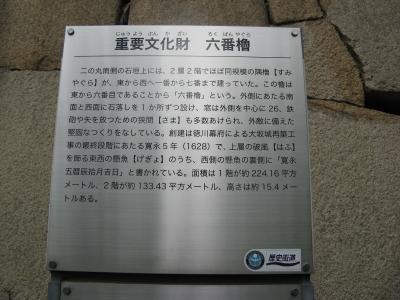 じゅう よう ぶん か ざい ろく ばん やぐら
重要文化財 六番櫓
二の丸南側の石垣上には、2層2階でほぼ同規模の隅櫓【すみ
やぐら】が、東から西へ一番から七番まで建っていた。この櫓は
東から六番目であることから「六番櫓」という。外側にあたる南
面と西面に石落しを1か所ずつ設け、窓は外側を中心に26、鉄
砲や矢を放つための狭間【さま】も多数あけられ、外敵に備えた
堅固なつくりをなしている。創建は徳川幕府による大坂城再築工
事の最終段階にあたる寛永5年(1628)で、上層の破風【はふ】
を飾る東西の懸魚【げぎょ】のうち、西側の懸魚の裏側に「寛永
五暦辰拾月吉日」と書かれている。面積は1階が約224.16平方
メートル、2階が約133.43平方メートル、高さは約15.4メー
トルある。
歴史街道